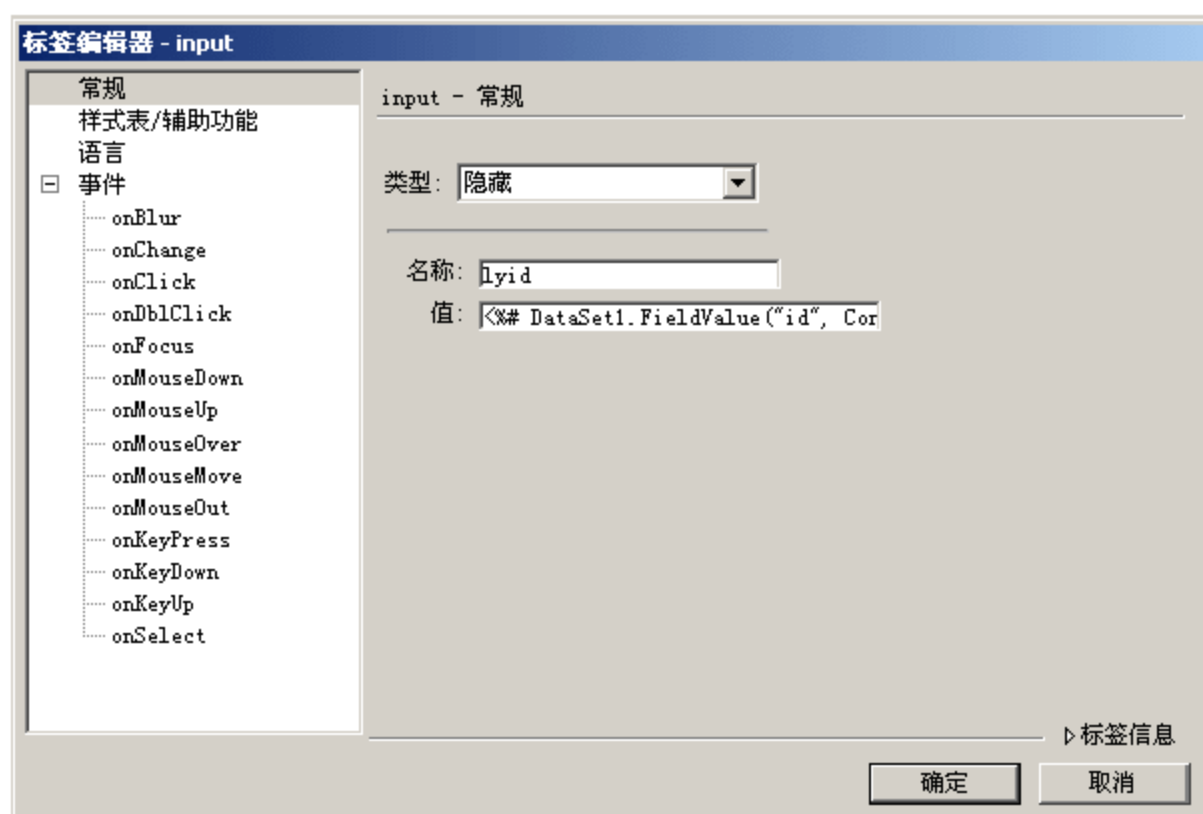 标签编辑器 - input
常规
样式表/辅助功能
语言
事件
onBlur
onChange
onClick
onDblClick
onFocus
onMouseDown
onMouseUp
onMouseOver
onMouseMove
onMouseOut
onKeyPress
onKeyDown
onKeyUp
onSelect
input - 常规
类型: 隐藏
名称: lyid
值: <%# DataSet1.FieldValue("id", Con
标签信息
确定 取消